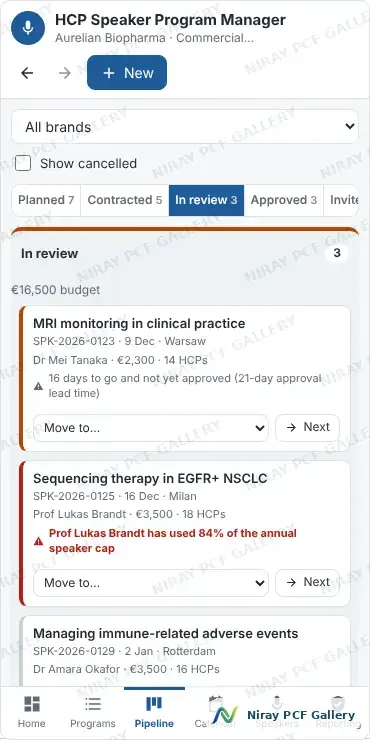 HCP Speaker Program Manager
Aurelian Biopharma · Commercial...
New
All brands
Show cancelled
Planned 7
Contracted 5
In review 3
Approved 3
Invite
In review
3
€16,500 budget
MRI monitoring in clinical practice
SPK-2026-0123 · 9 Dec · Warsaw
Dr Mei Tanaka · €2,300 · 14 HCPs
16 days to go and not yet approved (21-day approval
lead time)
Move to...
Next
Sequencing therapy in EGFR+ NSCLC
SPK-2026-0125 · 16 Dec · Milan
Prof Lukas Brandt · €3,500 · 18 HCPs
Prof Lukas Brandt has used 84% of the annual
speaker cap
Move to...
Next
Managing immune-related adverse events
SPK-2026-0129 · 2 Jan · Rotterdam
Dr Amara Okafor · €3,500 · 16 HCPs
Home
Programs
Pipeline
Niray PCF Gallery
NIRAY PCF GALLERY